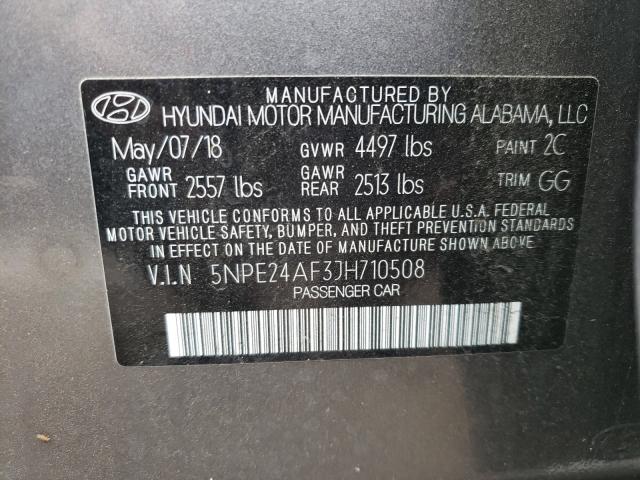 MANUFACTURED BY
HYUNDAI MOTOR MANUFACTURING ALABAMA, LLC
May/07/18 GVWR 4497 lbs PAINT 2C
GAWR FRONT 2557 lbs GAWR REAR 2513 lbs TRIM GG
THIS VEHICLE CONFORMS TO ALL APPLICABLE U.S.A. FEDERAL
MOTOR VEHICLE SAFETY, BUMPER, AND THEFT PREVENTION STANDARDS
IN EFFECT ON THE DATE OF MANUFACTURE SHOWN ABOVE.
V.I.N 5NPE24AF3JH710508
PASSENGER CAR